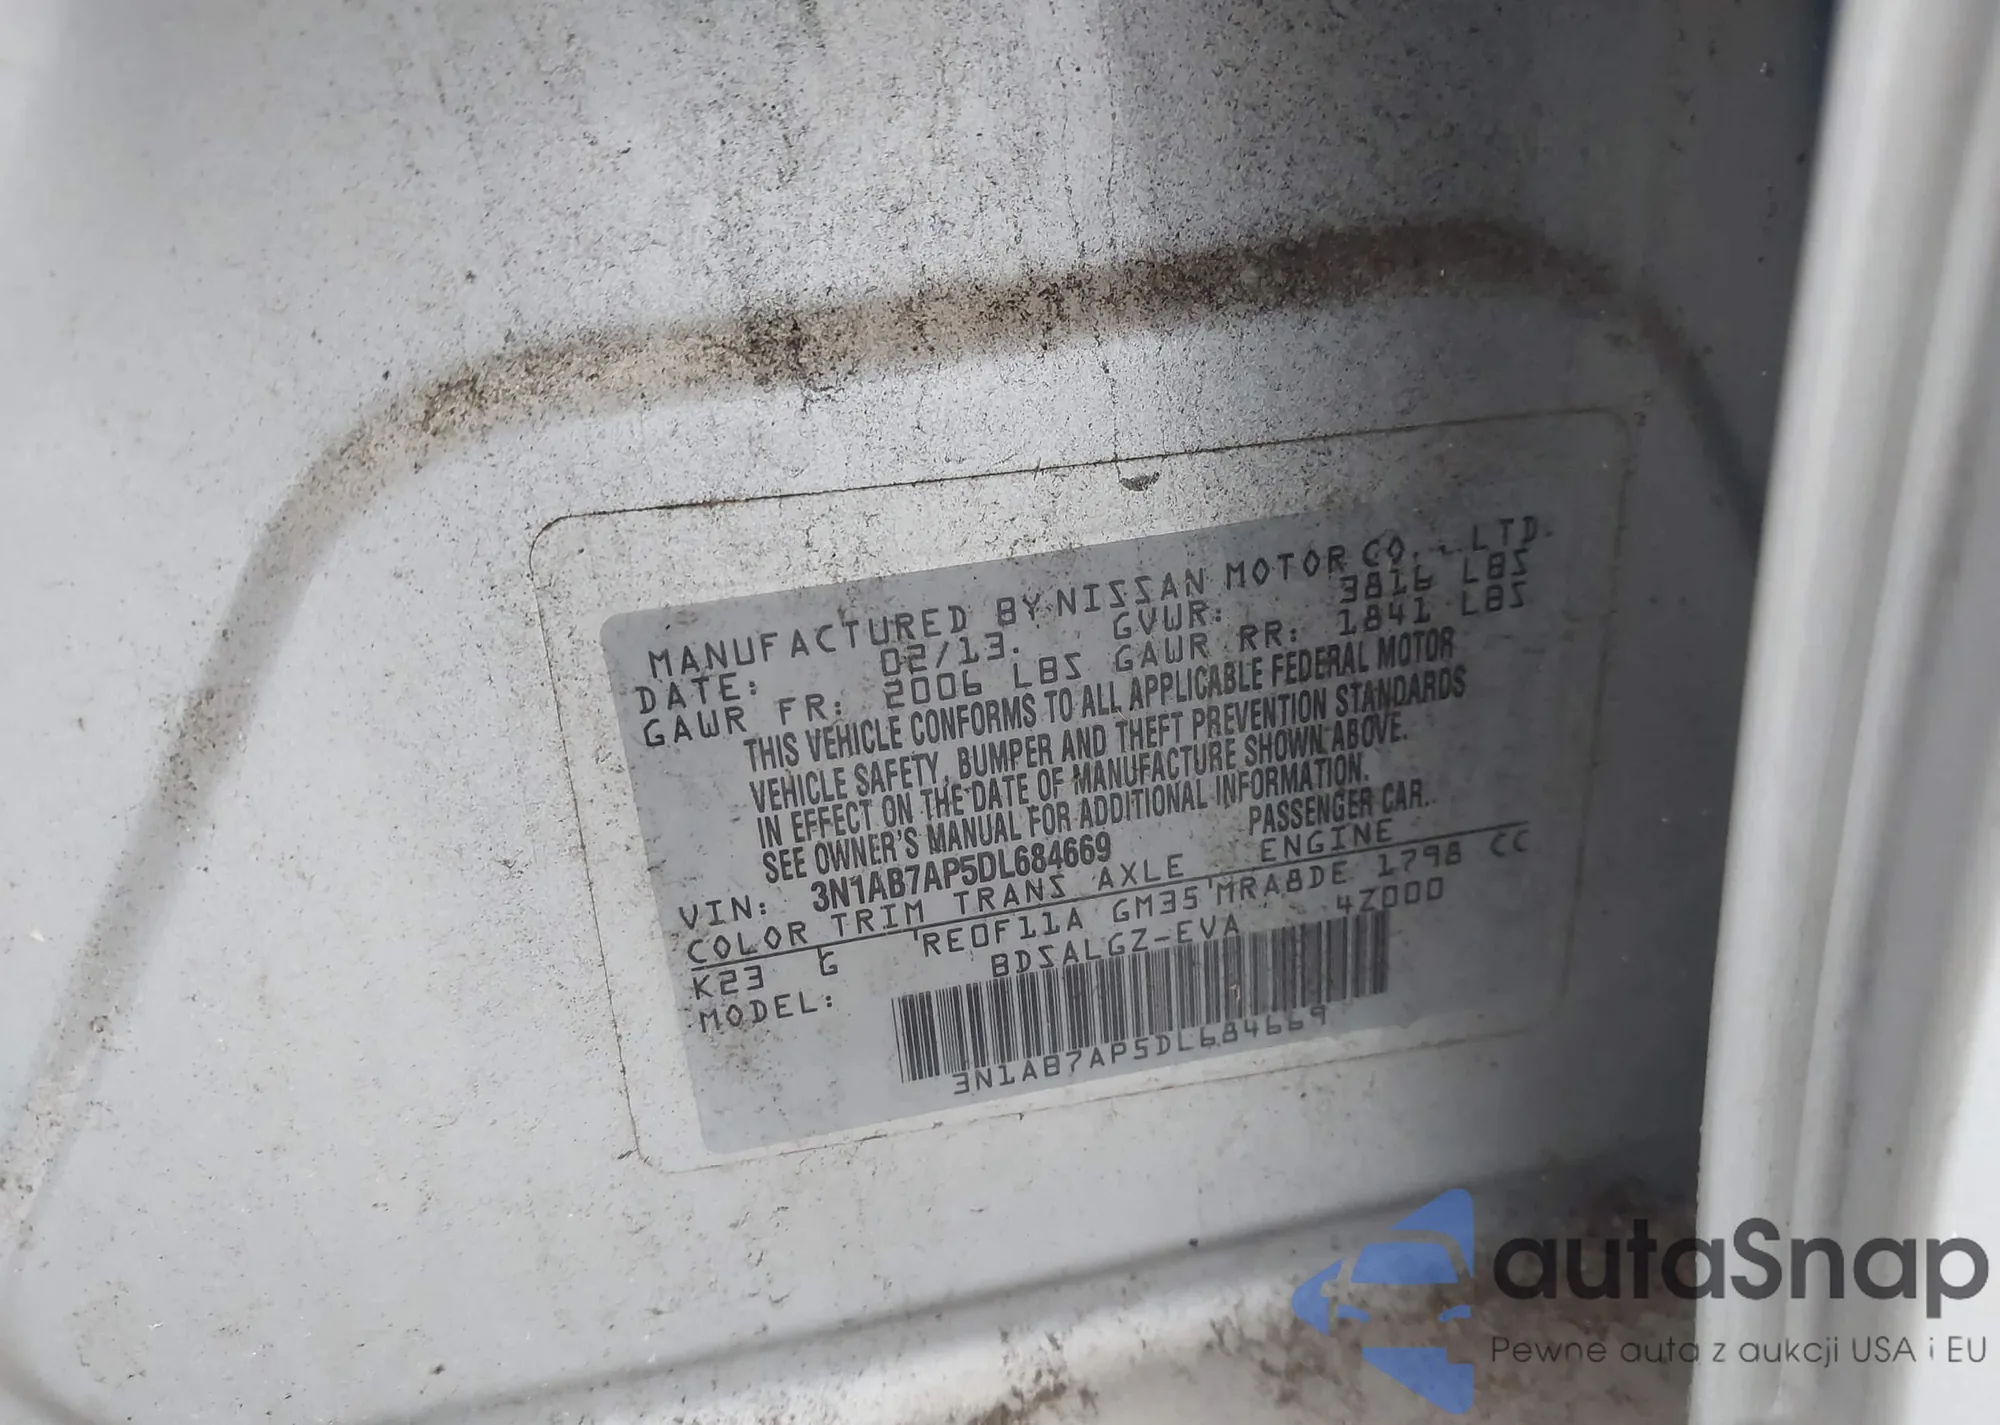 MANUFACTURED BY NISSAN MOTOR CO., LTD.
DATE: 02/13. GVWR: 3816 LBS
GAWR FR: 2006 LBS GAWR RR: 1841 LBS
THIS VEHICLE CONFORMS TO ALL APPLICABLE FEDERAL MOTOR
VEHICLE SAFETY, BUMPER AND THEFT PREVENTION STANDARDS
IN EFFECT ON THE DATE OF MANUFACTURE SHOWN ABOVE.
SEE OWNER'S MANUAL FOR ADDITIONAL INFORMATION.
VIN: 3N1AB7AP5DL684669 PASSENGER CAR.
COLOR TRIM TRANS AXLE ENGINE
K23 G RE0F11A GM35 MRA8DE 1798 CC
MODEL: BDSALGZ-EVA 4Z000
3N1AB7AP5DL684669
autaSnap
Pewne auta z aukcji USA i EU